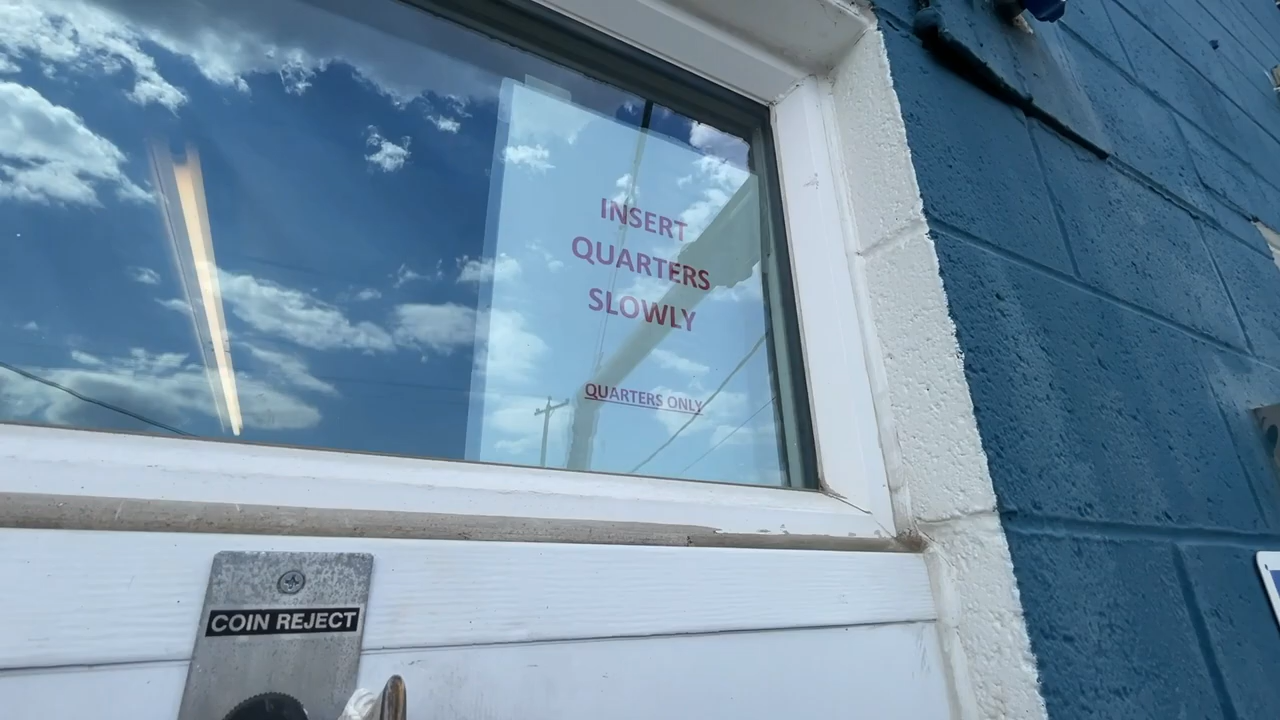 INSERT
QUARTERS
SLOWLY
QUARTERS ONLY
COIN REJECT